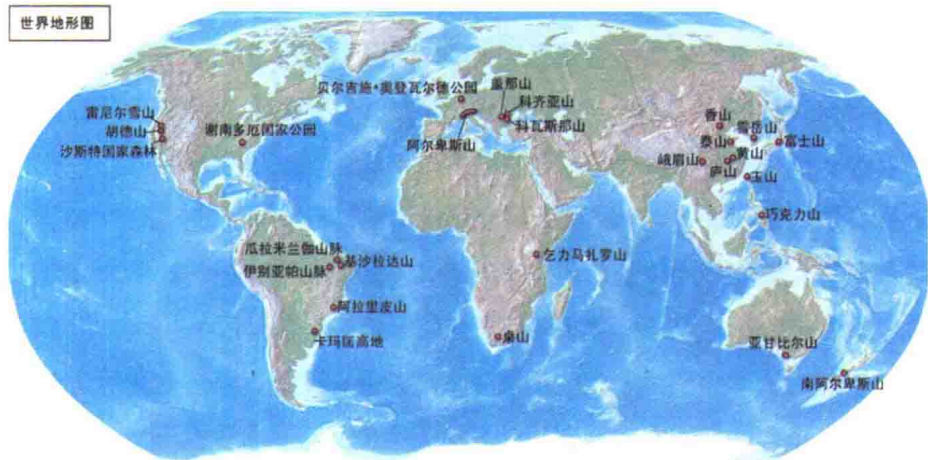 世界地形图
贝尔吉施·奥登瓦尔德公园
重那山
科齐亚山
科瓦斯那山
阿尔卑斯山
雷尼尔雪山
胡德山
沙斯特国家森林
谢南多厄国家公园
香山
雪岳山
泰山
富士山
峨眉山
黄山
庐山
玉山
巧克力山
瓜拉米兰伽山脉
基沙拉达山
伊别亚帕山脉
乞力马扎罗山
阿拉里皮山
卡玛匡高地
桌山
亚甘比尔山
南阿尔卑斯山